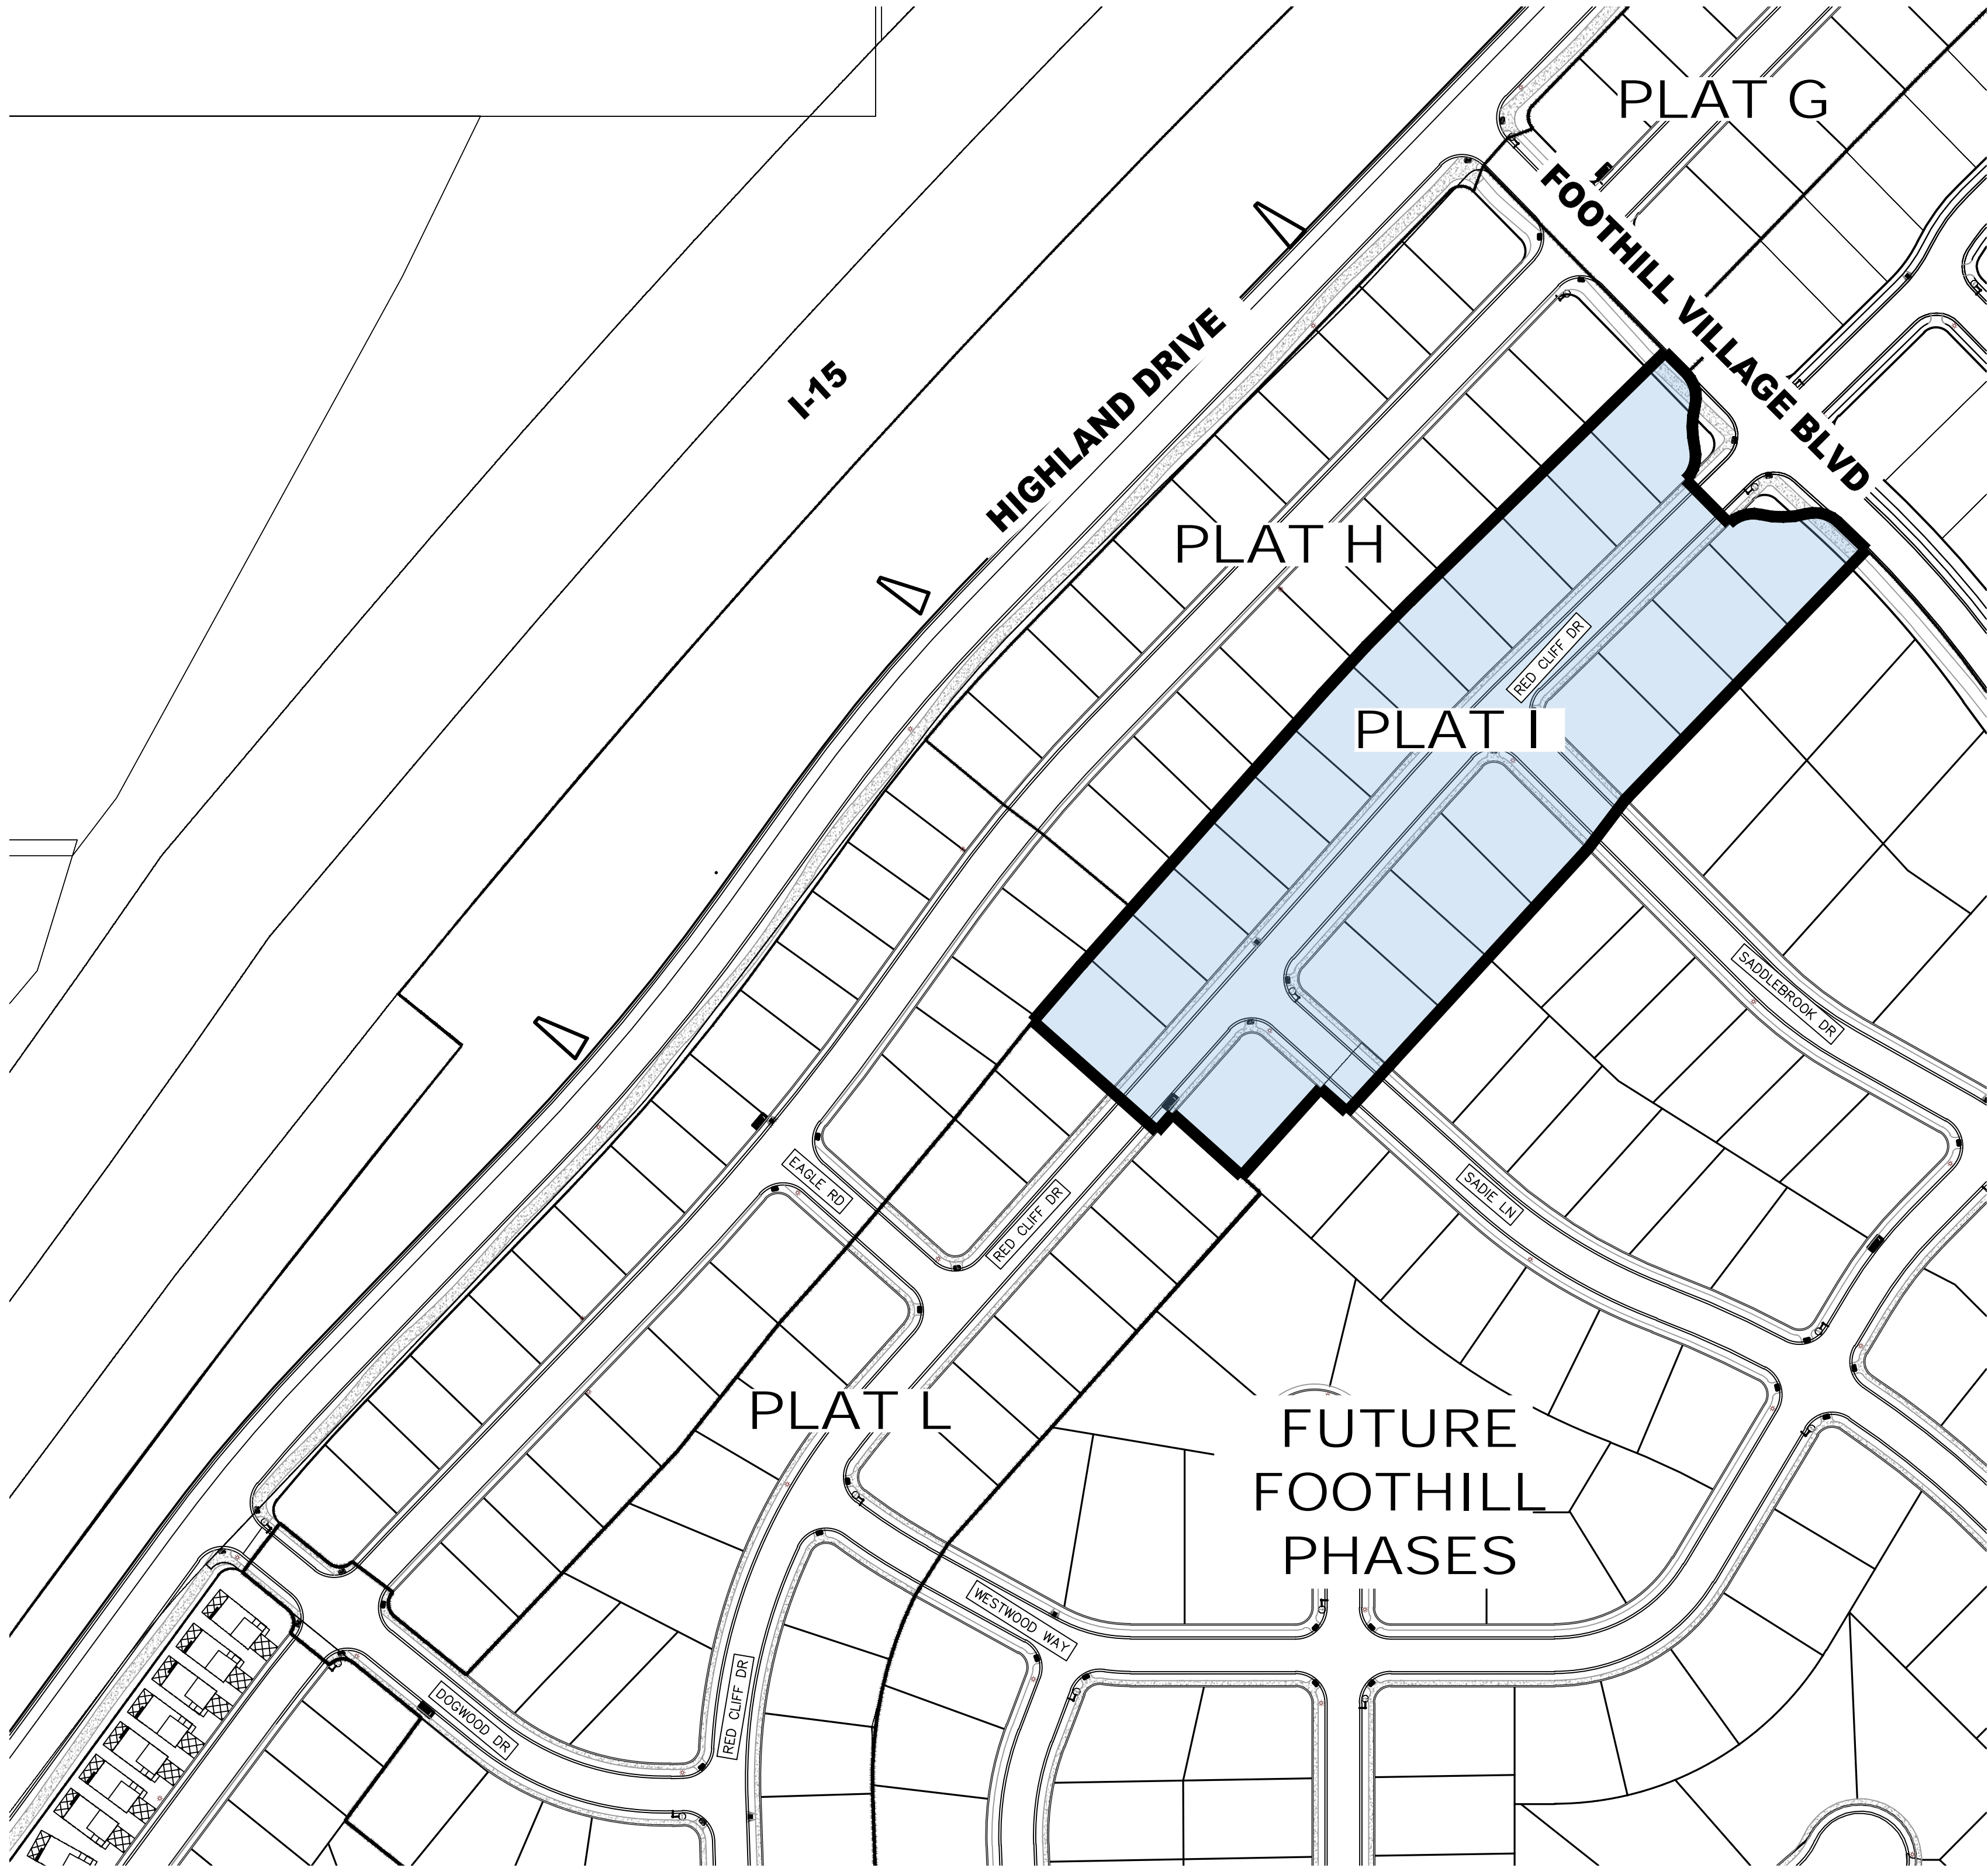 PLAT G
FOOTHILL VILLAGE BLVD
HIGHLAND DRIVE
I-15
PLAT H
RED CLIFF DR
PLAT I
SADDLEBROOK DR
EAGLE RD
RED CLIFF DR
SADIE LN
PLAT L
FUTURE
FOOTHILL
PHASES
WESTWOOD WAY
RED CLIFF DR
DOGWOOD DR